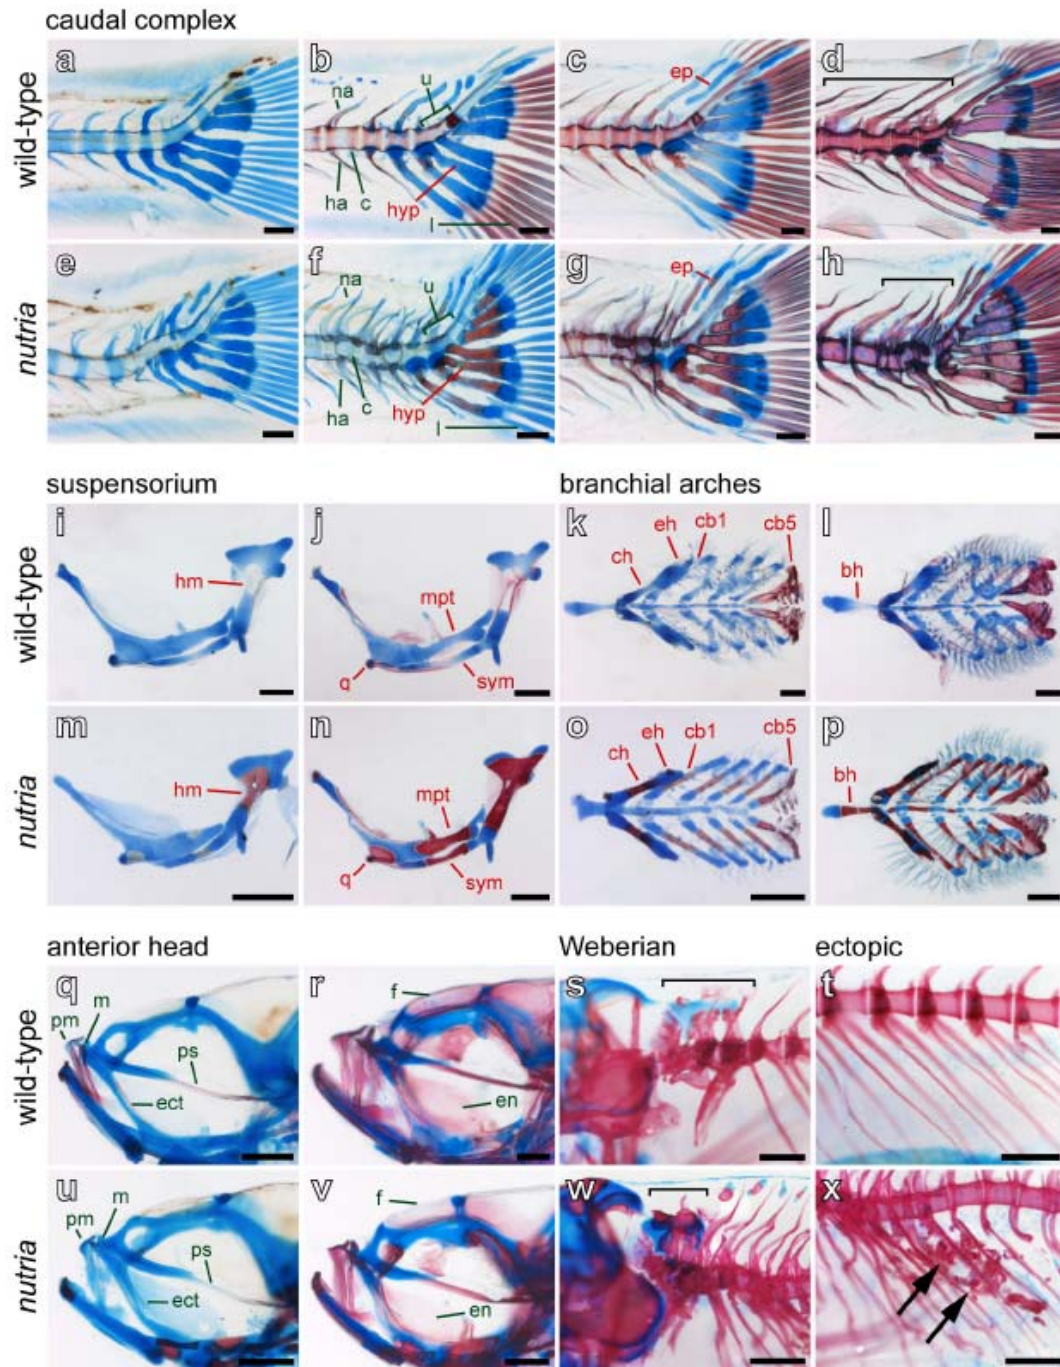 caudal complex
wild-type
a
b
na
u
ha
c
hyp
l
c
ep
d
nutria
e
f
na
u
ha
c
hyp
l
g
ep
h
suspensorium
branchial arches
wild-type
i
hm
j
mpt
q
sym
k
ch
eh
cb1
cb5
l
bh
nutria
m
hm
n
mpt
q
sym
o
ch
eh
cb1
cb5
p
bh
anterior head
Weberian
ectopic
wild-type
q
m
pm
ps
ect
r
f
en
s
t
nutria
u
m
pm
ps
ect
v
f
en
w
x